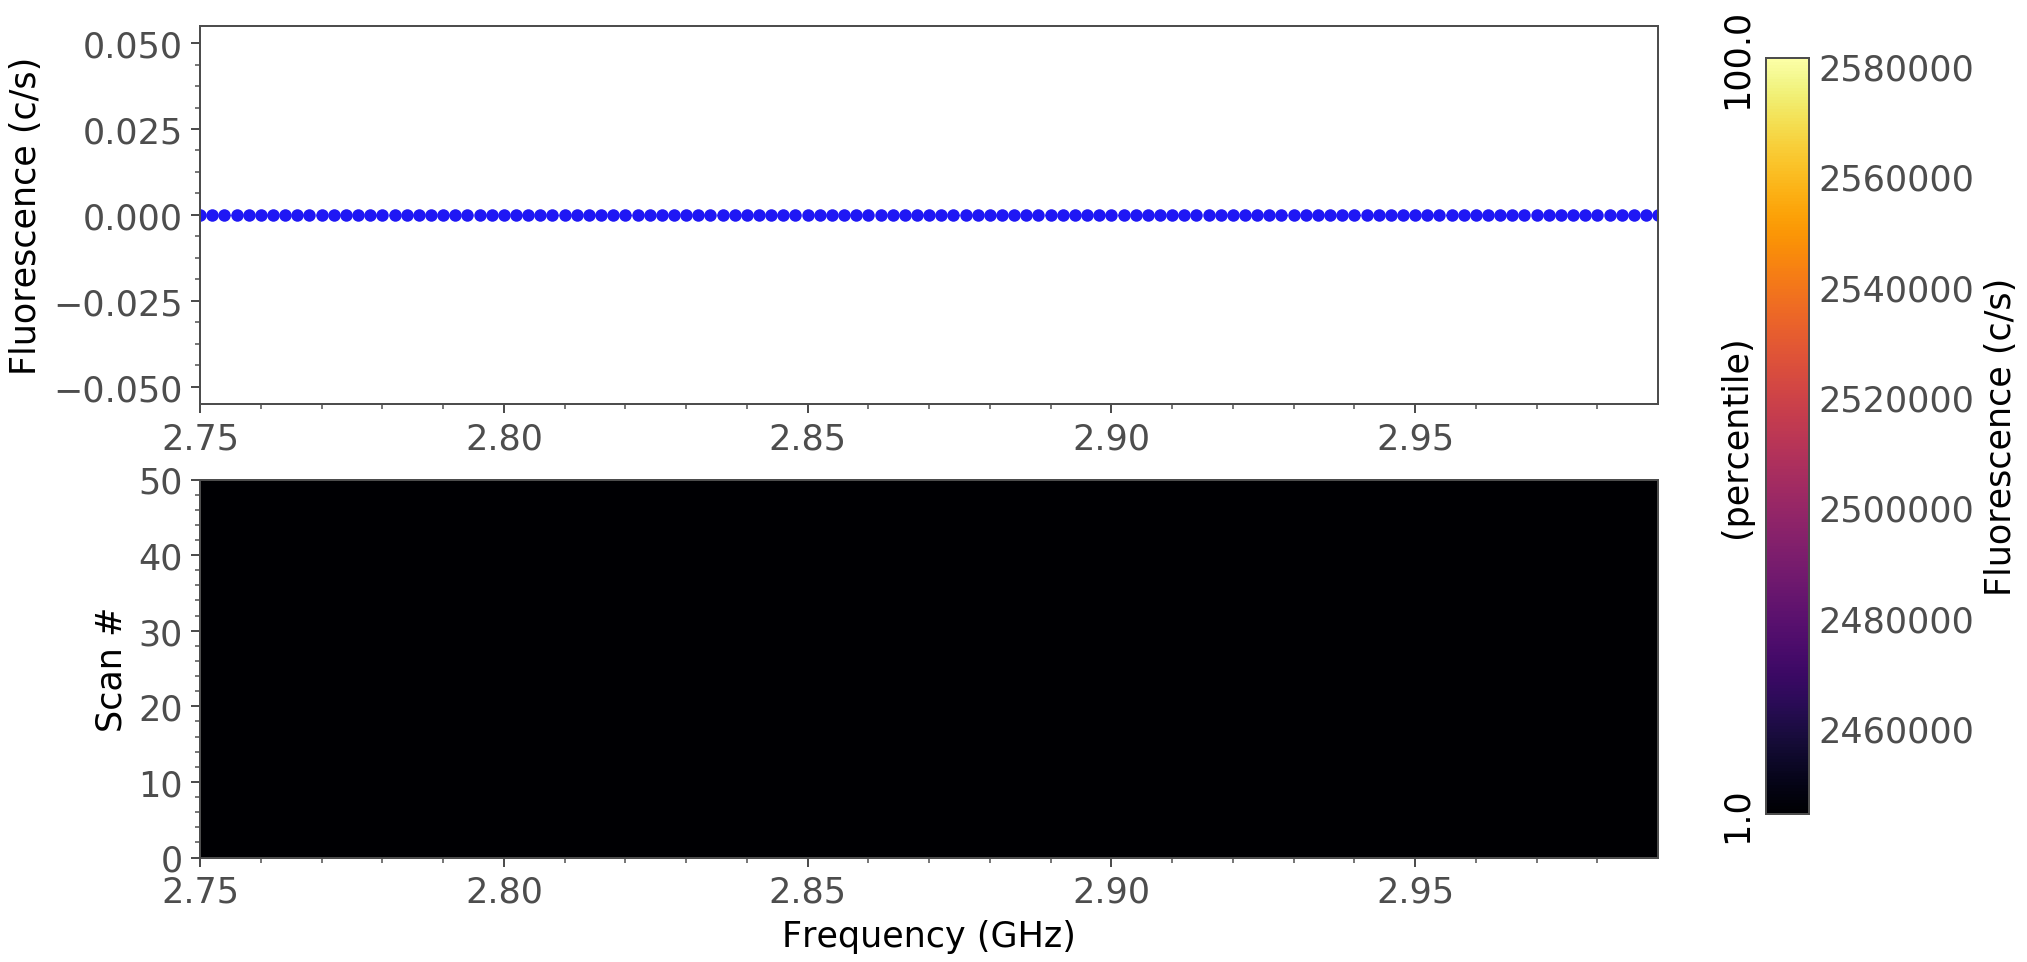 Fluorescence (c/s)
0.050
0.025
0.000
−0.025
−0.050
2.75 2.80 2.85 2.90 2.95
Scan #
50
40
30
20
10
0
2.75 2.80 2.85 2.90 2.95
Frequency (GHz)
100.0
(percentile)
1.0
2580000
2560000
2540000
2520000
2500000
2480000
2460000
Fluorescence (c/s)